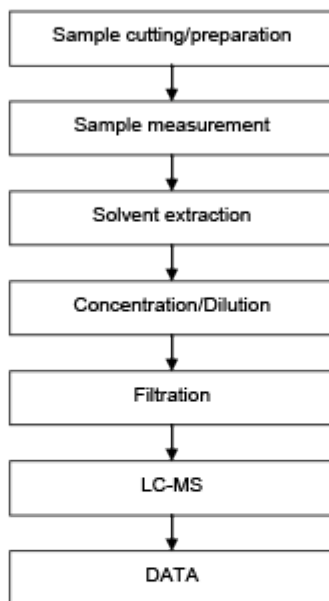 Sample cutting/preparation
Sample measurement
Solvent extraction
Concentration/Dilution
Filtration
LC-MS
DATA